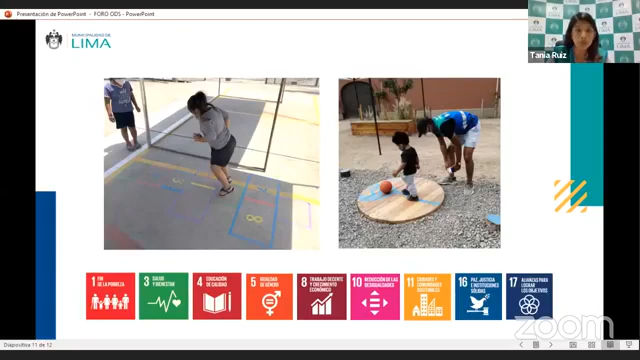 Presentación de PowerPoint - FORO ODS - PowerPoint
MUNICIPALIDAD DE
LIMA
Tania Ruiz
8
1 FIN DE LA POBREZA
3 SALUD Y BIENESTAR
4 EDUCACIÓN DE CALIDAD
5 IGUALDAD DE GÉNERO
8 TRABAJO DECENTE Y CRECIMIENTO ECONÓMICO
10 REDUCCIÓN DE LAS DESIGUALDADES
11 CIUDADES Y COMUNIDADES SOSTENIBLES
16 PAZ, JUSTICIA E INSTITUCIONES SÓLIDAS
17 ALIANZAS PARA LOGRAR LOS OBJETIVOS
zoom
Diapositiva 11 de 12